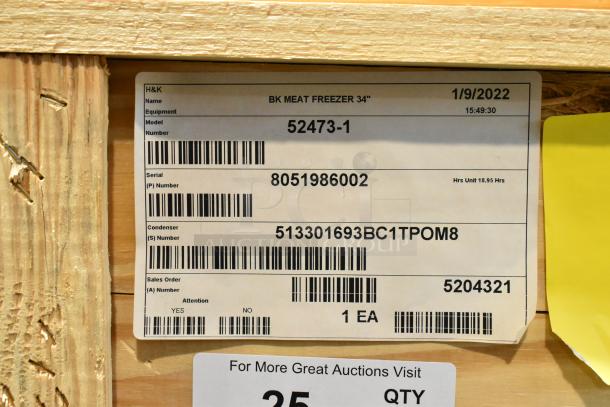 H&K
Name
Equipment
BK MEAT FREEZER 34"
1/9/2022
15:49:30
Model
Number
52473-1
Serial
(P) Number
8051986002
Hrs Unit 18.95 Hrs
Condenser
(S) Number
513301693BC1TPOM8
AUCTION GROUP
Sales Order
(A) Number
5204321
Attention
YES
NO
1 EA
For More Great Auctions Visit
25
QTY